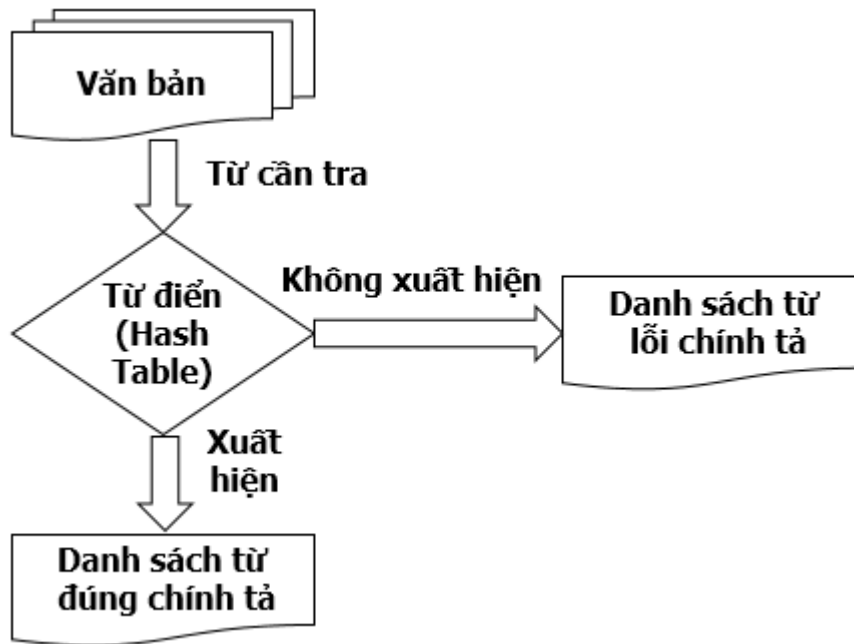 Văn bản
Từ cần tra
Từ điển
(Hash
Table)
Không xuất hiện
Danh sách từ
lỗi chính tả
Xuất
hiện
Danh sách từ
đúng chính tả